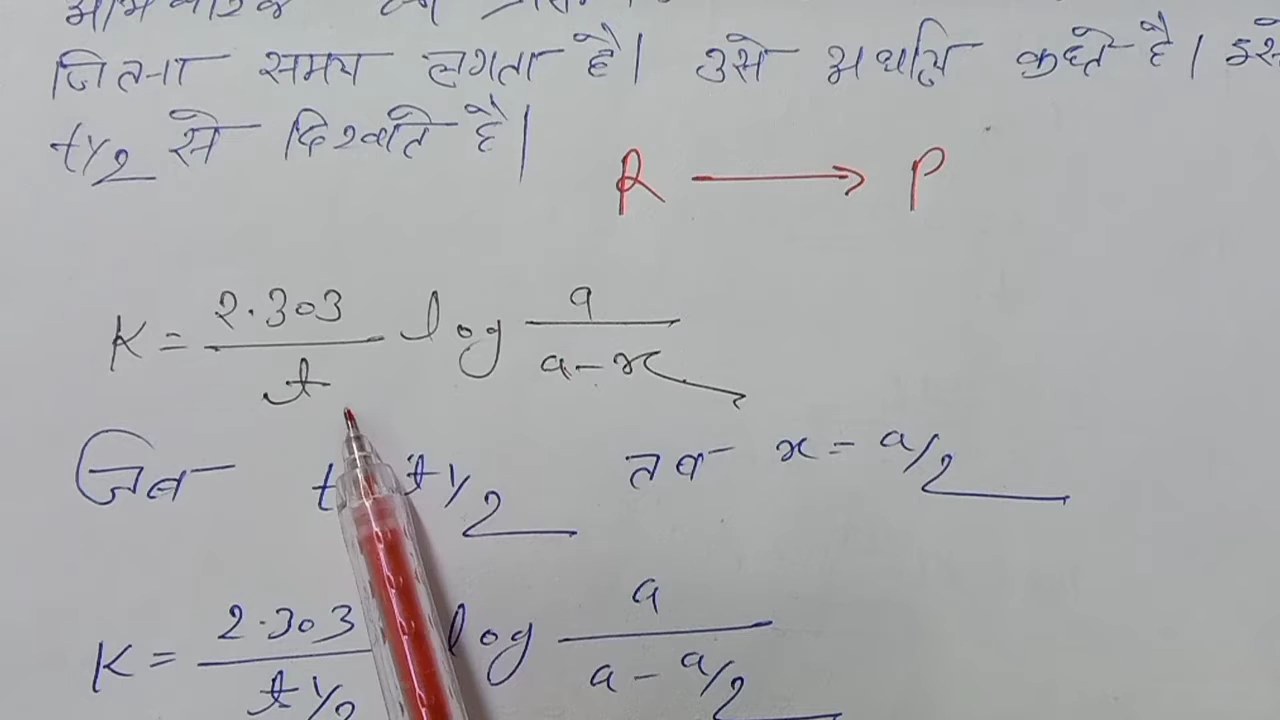 जितना समय लगता है। उसे अर्धायु कहते है। इसे
t1/2 से दिखाते है।
R ⟶ P
K = 2.303/t log a/a-x
जब t t1/2 तब x = a/2
K = 2.303/t1/2 log a/a - a/2